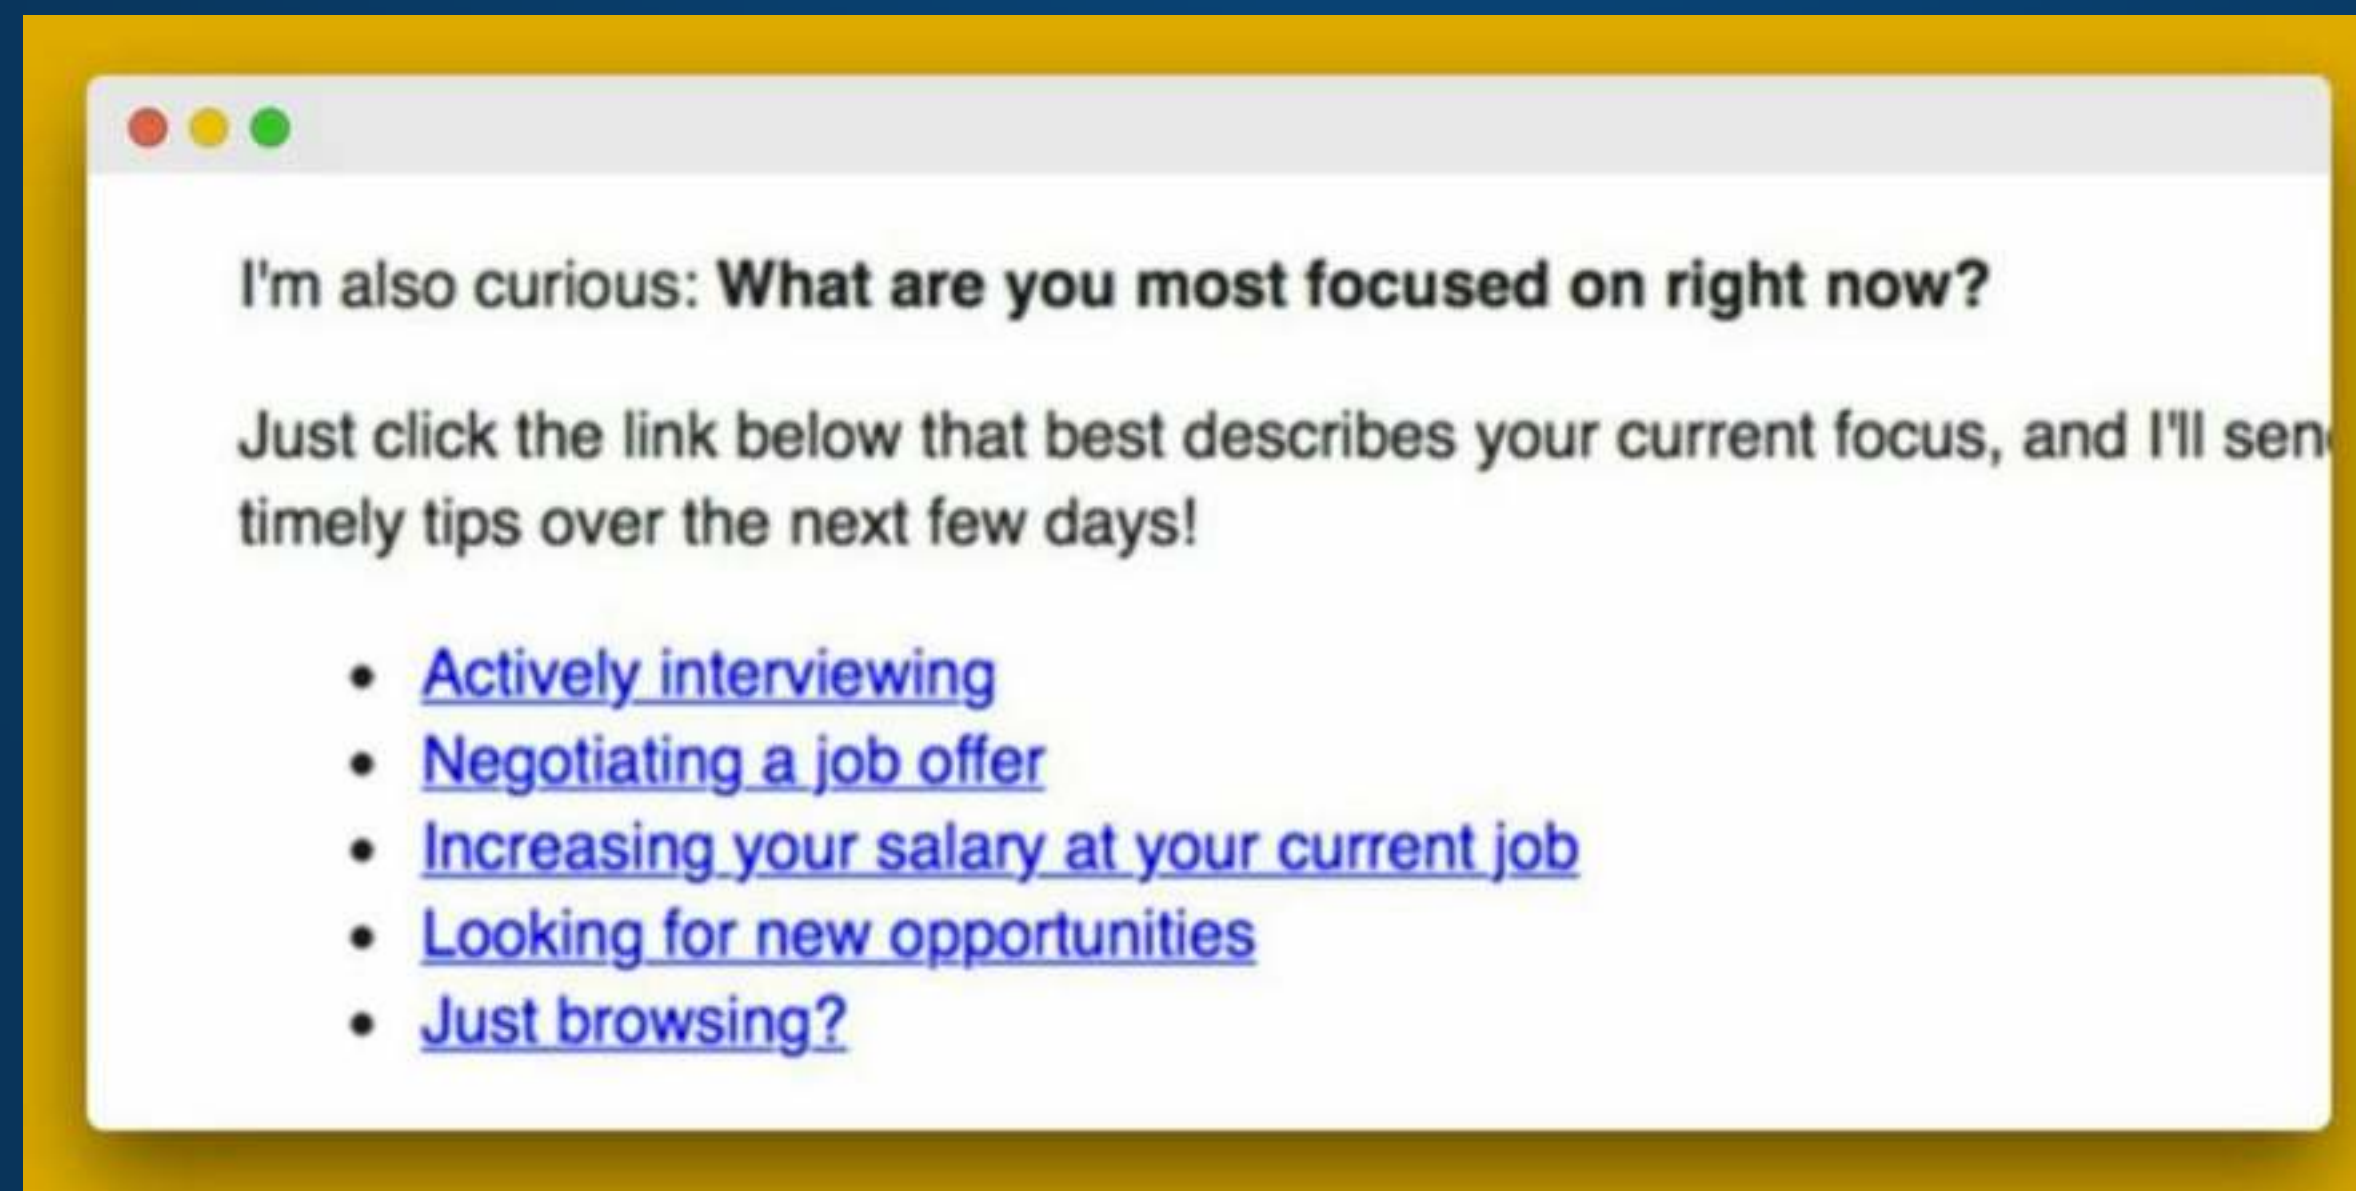 I'm also curious: What are you most focused on right now?
Just click the link below that best describes your current focus, and I'll
timely tips over the next few days!
• Actively interviewing
• Negotiating a job offer
• Increasing your salary at your current job
• Looking for new opportunities
• Just browsing?